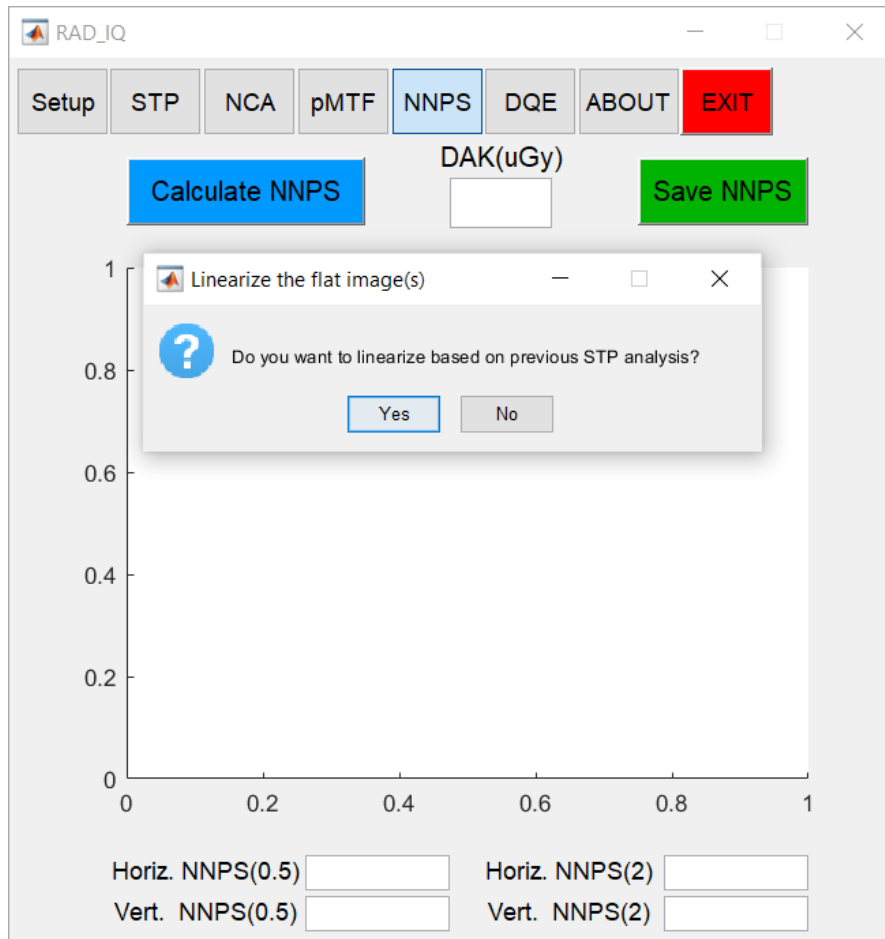 RAD_IQ
Setup STP NCA pMTF NNPS DQE ABOUT EXIT
DAK(uGy)
Calculate NNPS Save NNPS
Linearize the flat image(s)
Do you want to linearize based on previous STP analysis?
Yes No
1
0.8
0.6
0.4
0.2
0
0 0.2 0.4 0.6 0.8 1
Horiz. NNPS(0.5) Horiz. NNPS(2)
Vert. NNPS(0.5) Vert. NNPS(2)